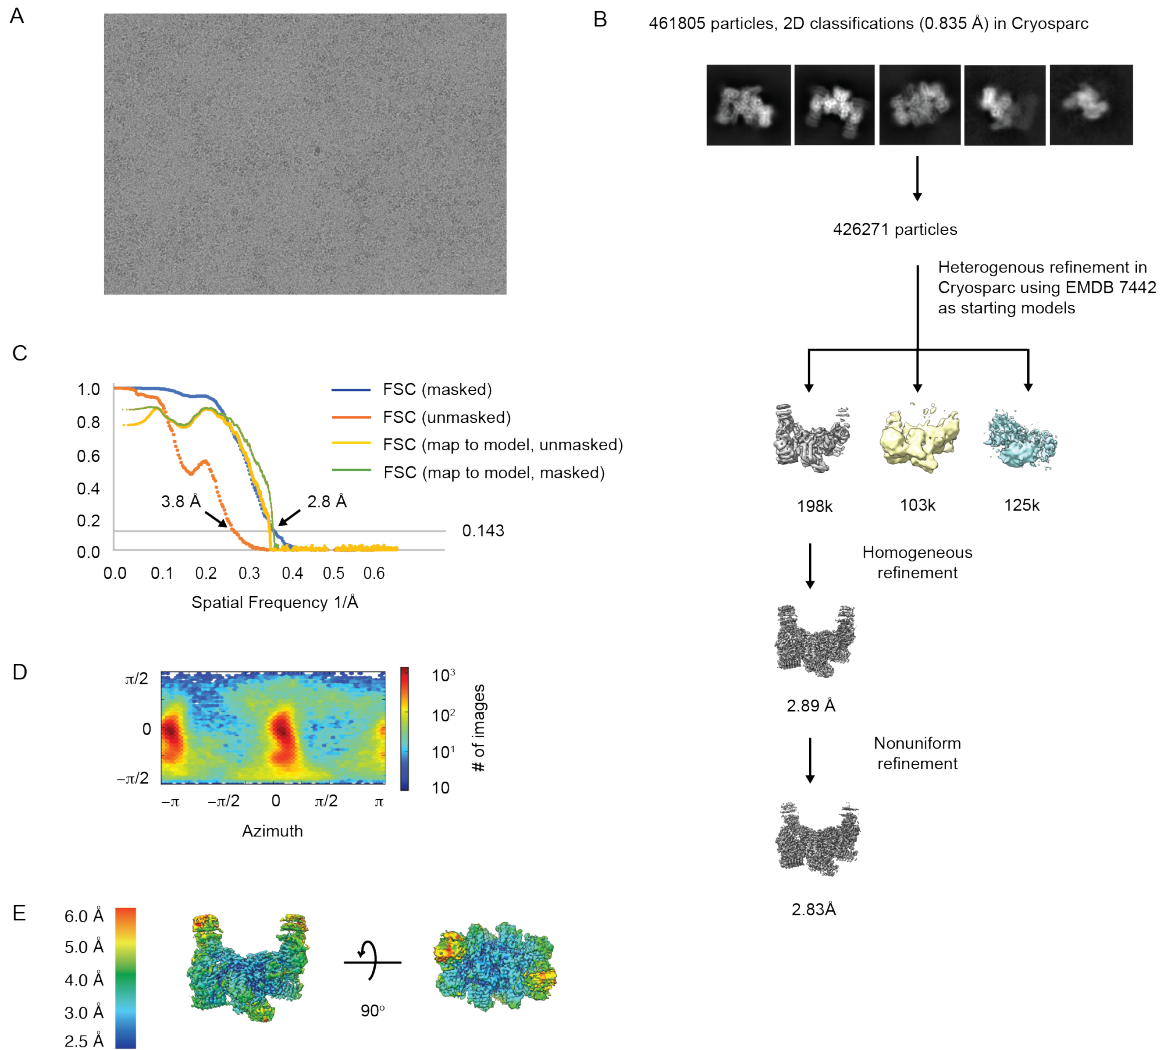 A
B
461805 particles, 2D classifications (0.835 Å) in Cryosparc
426271 particles
Heterogenous refinement in
Cryosparc using EMDB 7442
as starting models
198k
103k
125k
Homogeneous
refinement
2.89 Å
Nonuniform
refinement
2.83Å
C
1.0
0.8
0.6
0.4
0.2
0.0
0.0 0.1 0.2 0.3 0.4 0.5 0.6
Spatial Frequency 1/Å
FSC (masked)
FSC (unmasked)
FSC (map to model, unmasked)
FSC (map to model, masked)
3.8 Å
2.8 Å
0.143
D
π/2
0
−π/2
−π −π/2 0 π/2 π
Azimuth
10³
10²
10¹
10
# of images
E
6.0 Å
5.0 Å
4.0 Å
3.0 Å
2.5 Å
90º